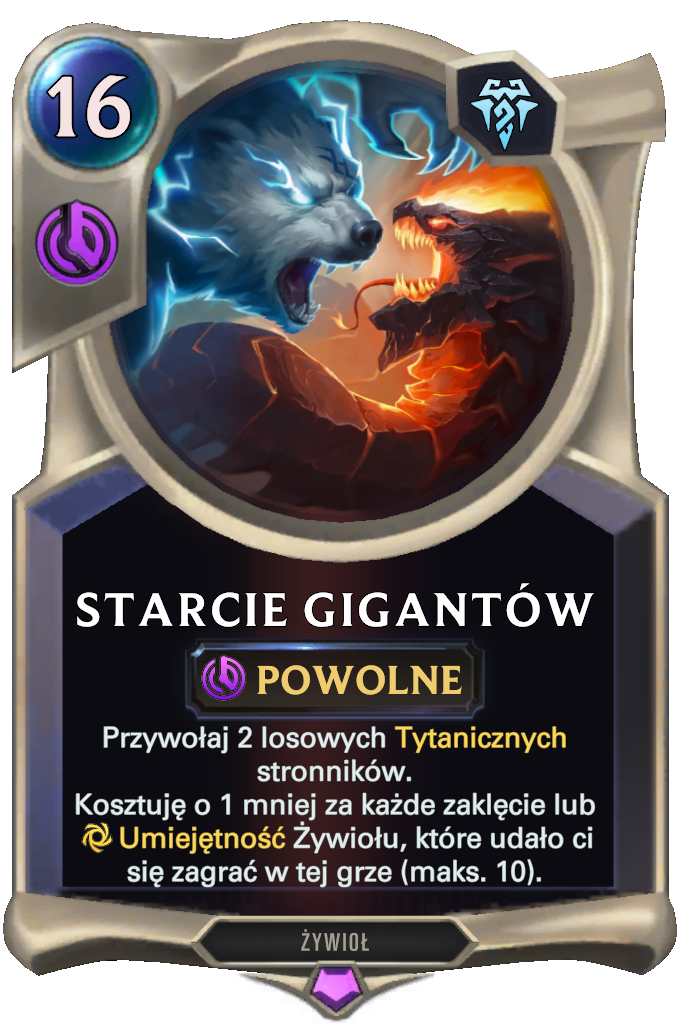 16
STARCIE GIGANTÓW
POWOLNE
Przywołaj 2 losowych Tytanicznych
stronników.
Kosztuję o 1 mniej za każde zaklęcie lub
Umiejętność Żywiołu, które udało ci
się zagrać w tej grze (maks. 10).
ŻYWIOŁ